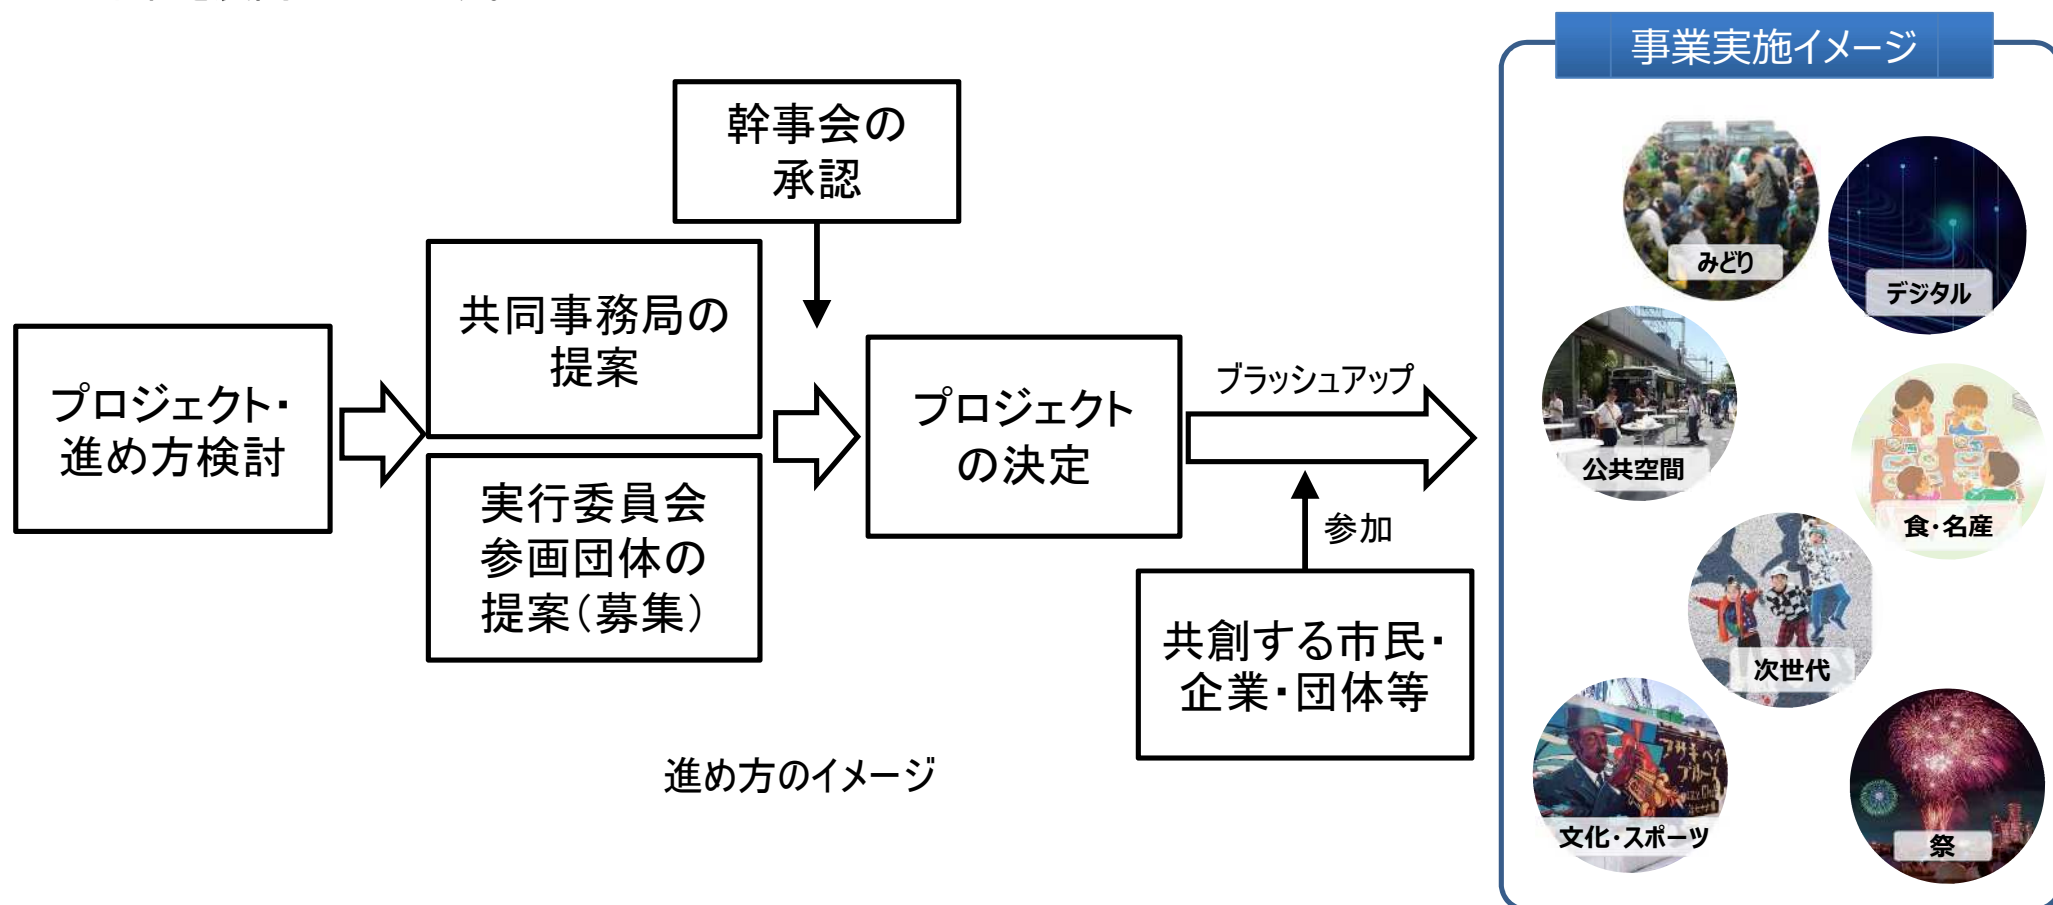 事業実施イメージ
幹事会の
承認
共同事務局の
提案
プロジェクト・
進め方検討
実行委員会
参画団体の
提案（募集）
プロジェクト
の決定
ブラッシュアップ
参加
共創する市民・
企業・団体等
進め方のイメージ
みどり
デジタル
公共空間
食・名産
次世代
文化・スポーツ
祭